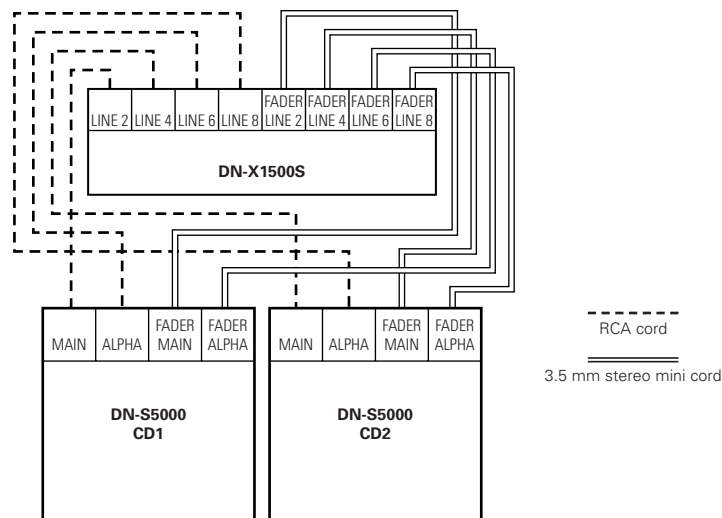 FADER FADER FADER FADER
LINE 2 LINE 4 LINE 6 LINE 8 LINE 2 LINE 4 LINE 6 LINE 8
DN-X1500S
MAIN ALPHA FADER MAIN FADER ALPHA
MAIN ALPHA FADER MAIN FADER ALPHA
DN-S5000
CD1
DN-S5000
CD2
RCA cord
3.5 mm stereo mini cord